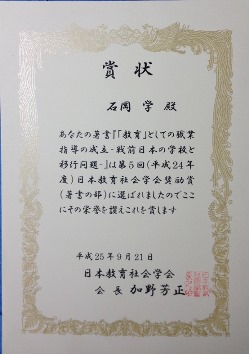 賞状
石岡 学 殿
あなたの著書『「教育」としての職業
指導の成立-戦前日本の学校と
移行問題-』は第5回(平成24年
度)日本教育社会学会奨励賞
(著書の部)に選ばれましたのでここ
にその栄誉を讃えこれを賞します
平成25年9月21日
日本教育社会学会
会長 加野芳正